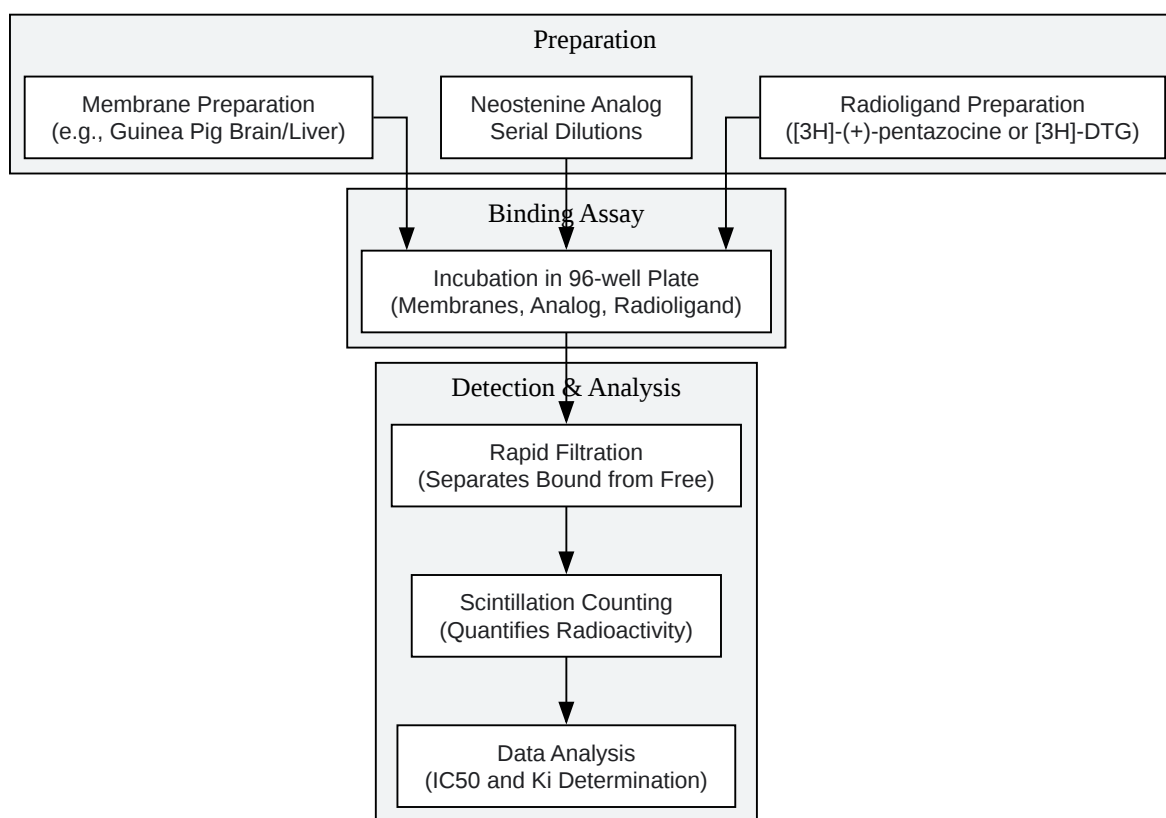 Preparation
Membrane Preparation
(e.g., Guinea Pig Brain/Liver)
Neostenine Analog
Serial Dilutions
Radioligand Preparation
([3H]-(+)-pentazocine or [3H]-DTG)
Binding Assay
Incubation in 96-well Plate
(Membranes, Analog, Radioligand)
Detection & Analysis
Rapid Filtration
(Separates Bound from Free)
Scintillation Counting
(Quantifies Radioactivity)
Data Analysis
(IC50 and Ki Determination)